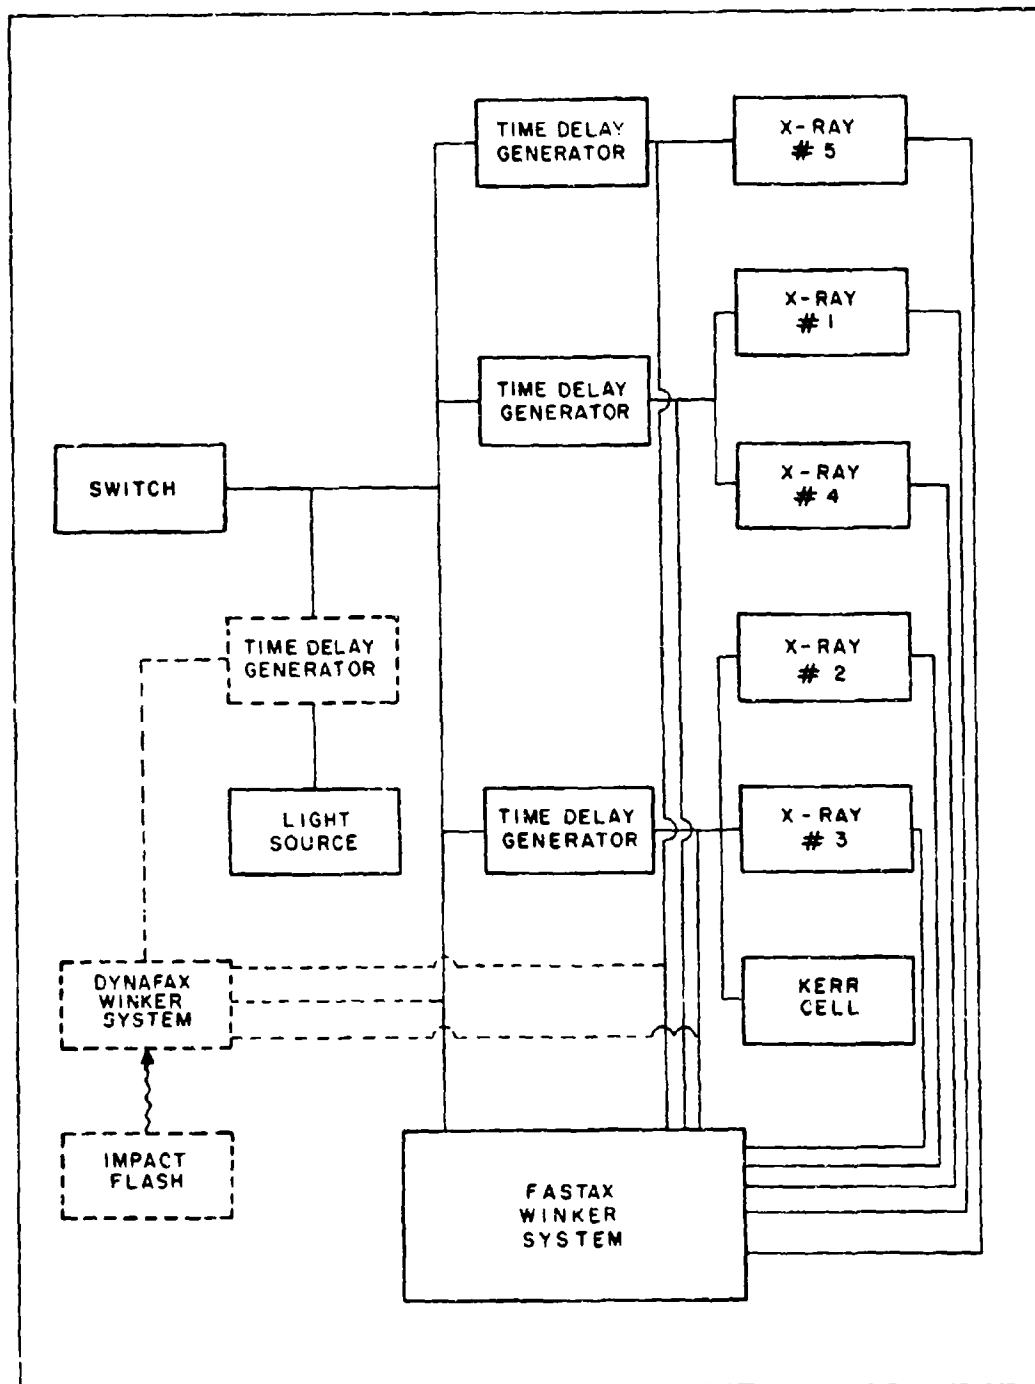 TIME DELAY
GENERATOR
X-RAY
# 5
X-RAY
# 1
TIME DELAY
GENERATOR
X-RAY
# 4
SWITCH
X-RAY
# 2
TIME DELAY
GENERATOR
LIGHT
SOURCE
TIME DELAY
GENERATOR
X-RAY
# 3
DYNAFAX
WINKER
SYSTEM
KERR
CELL
IMPACT
FLASH
FASTAX
WINKER
SYSTEM